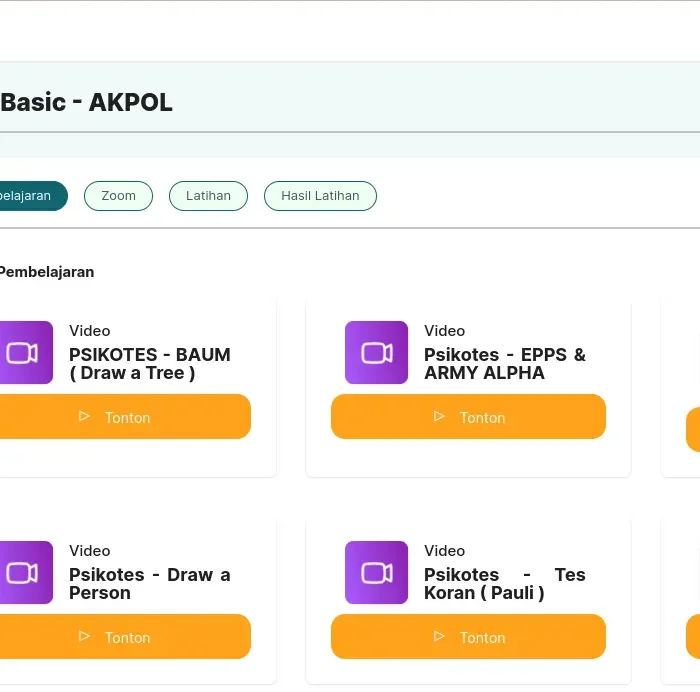 Basic - AKPOL
belajaran
Zoom
Latihan
Hasil Latihan
Pembelajaran
Video
PSIKOTES - BAUM
( Draw a Tree )
Tonton
Video
Psikotes - EPPS &
ARMY ALPHA
Tonton
Video
Psikotes - Draw a
Person
Tonton
Video
Psikotes - Tes
Koran ( Pauli )
Tonton